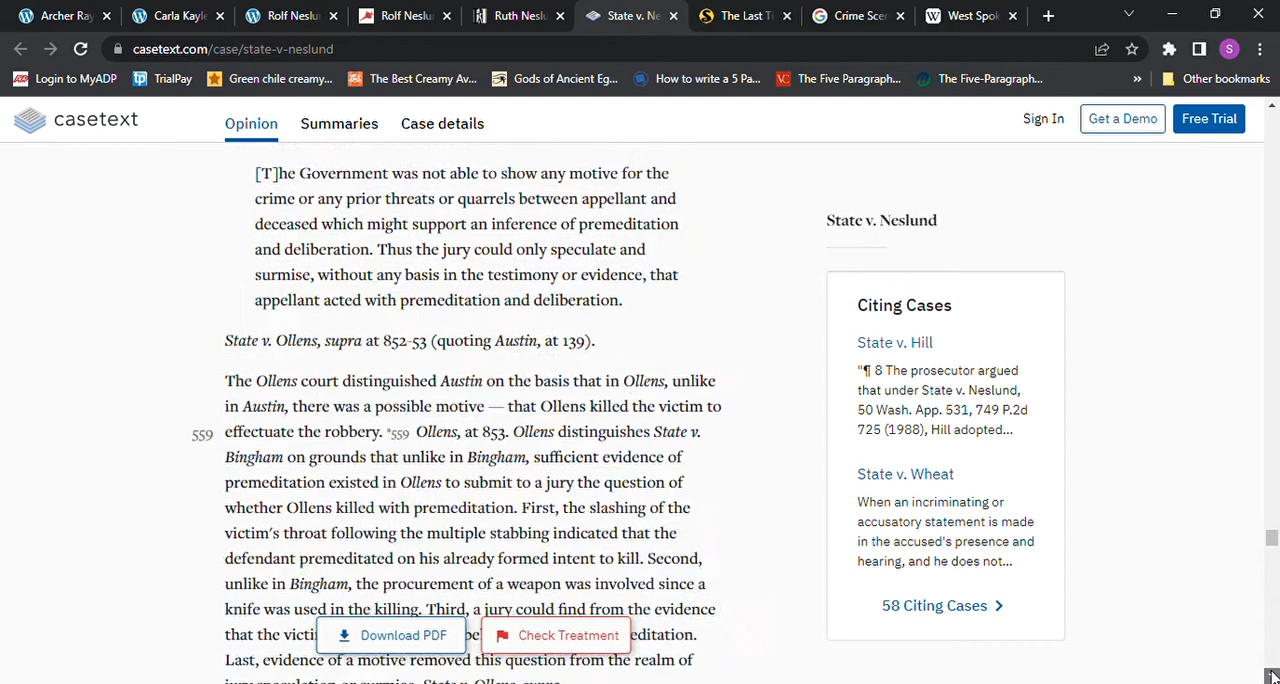 Archer Ray
Carla Kayle
Rolf Neslu
Rolf Neslu
Ruth Neslu
State v. Ne
The Last Ti
Crime Scen
West Spok
casetext.com/case/state-v-neslund
S
Login to MyADP
TrialPay
Green chile creamy...
The Best Creamy Av...
Gods of Ancient Eg...
How to write a 5 Pa...
The Five Paragraph...
The Five-Paragraph...
»
Other bookmarks
casetext
Opinion
Summaries
Case details
Sign In
Get a Demo
Free Trial
[T]he Government was not able to show any motive for the
crime or any prior threats or quarrels between appellant and
deceased which might support an inference of premeditation
and deliberation. Thus the jury could only speculate and
surmise, without any basis in the testimony or evidence, that
appellant acted with premeditation and deliberation.
State v. Ollens, supra at 852-53 (quoting Austin, at 139).
The Ollens court distinguished Austin on the basis that in Ollens, unlike
in Austin, there was a possible motive — that Ollens killed the victim to
559 effectuate the robbery. *559 Ollens, at 853. Ollens distinguishes State v.
Bingham on grounds that unlike in Bingham, sufficient evidence of
premeditation existed in Ollens to submit to a jury the question of
whether Ollens killed with premeditation. First, the slashing of the
victim's throat following the multiple stabbing indicated that the
defendant premeditated on his already formed intent to kill. Second,
unlike in Bingham, the procurement of a weapon was involved since a
knife was used in the killing. Third, a jury could find from the evidence
that the victi
editation.
Last, evidence of a motive removed this question from the realm of
jury speculation or surmise. State v. Ollens, supra.
Download PDF
Check Treatment
State v. Neslund
Citing Cases
State v. Hill
"¶ 8 The prosecutor argued
that under State v. Neslund,
50 Wash. App. 531, 749 P.2d
725 (1988), Hill adopted...
State v. Wheat
When an incriminating or
accusatory statement is made
in the accused's presence and
hearing, and he does not...
58 Citing Cases